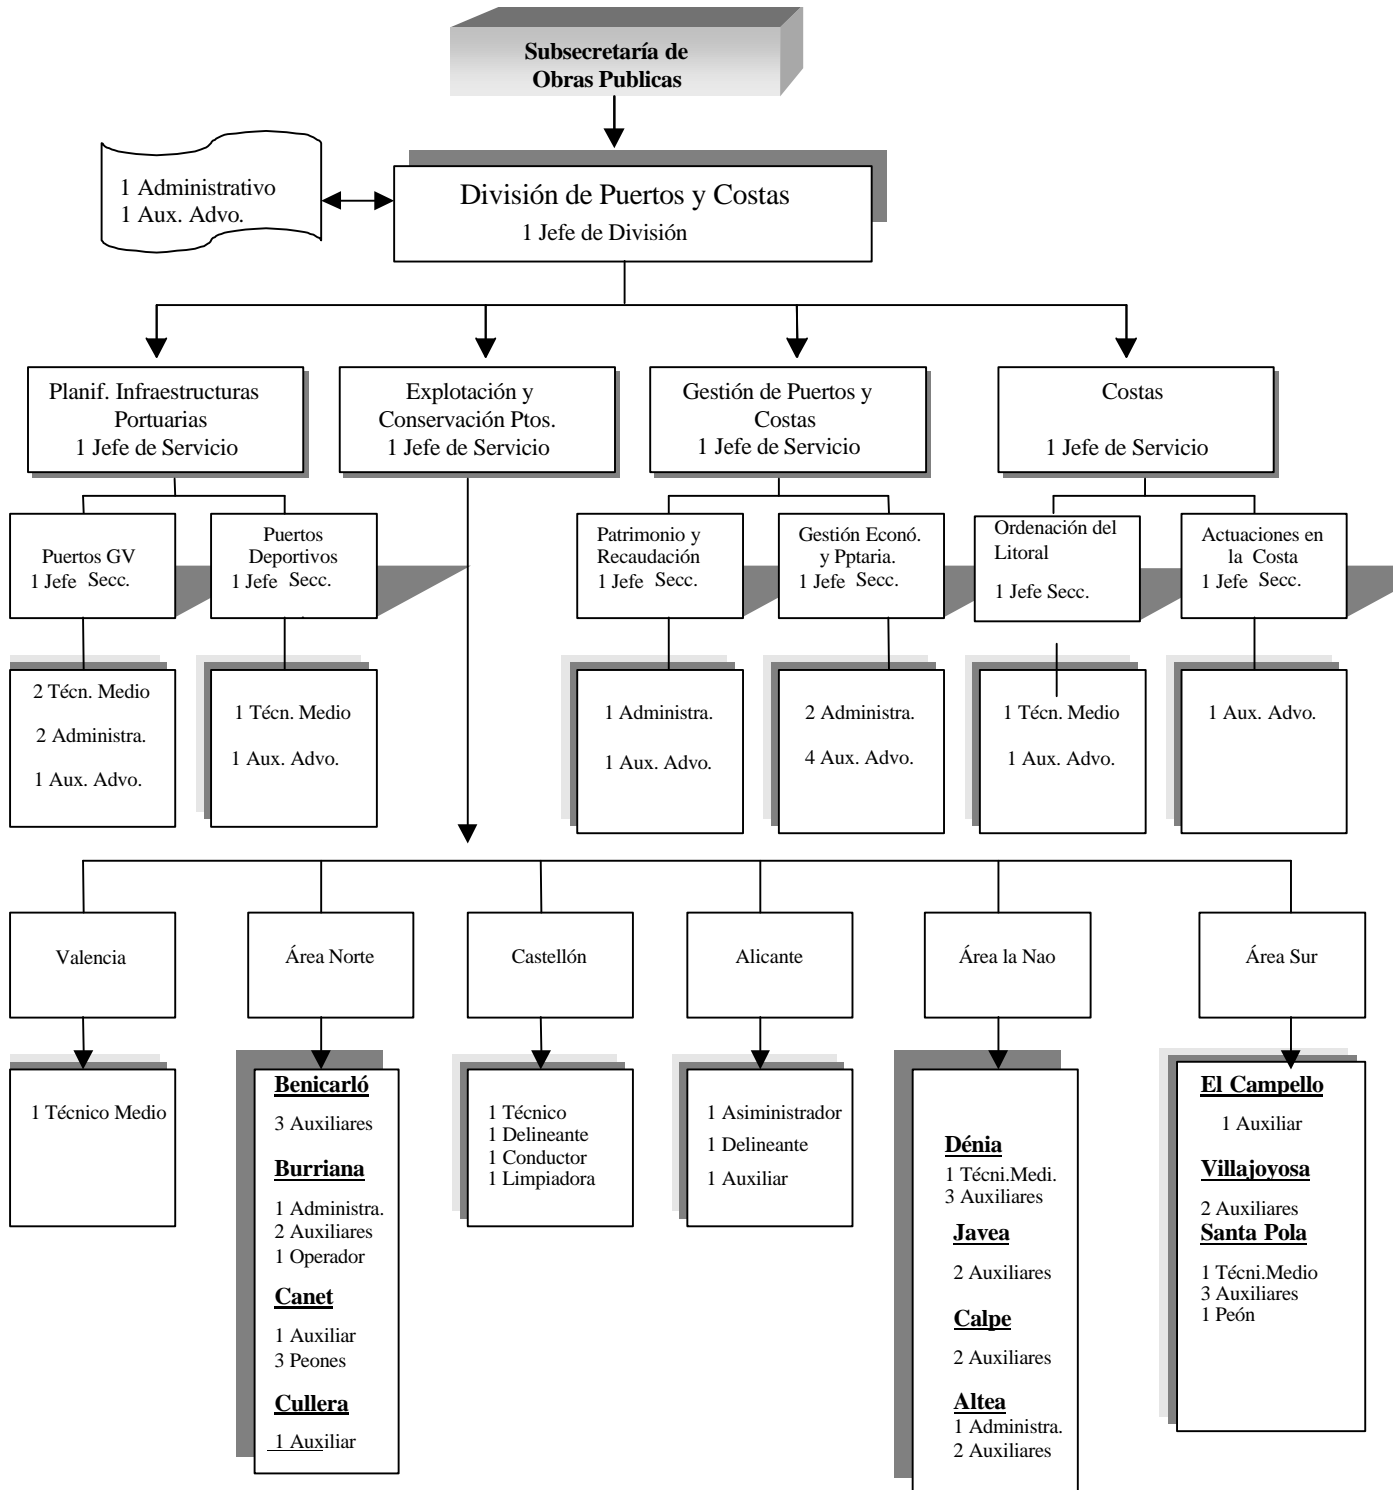 Subsecretaría de
Obras Publicas
1 Administrativo
1 Aux. Advo.
División de Puertos y Costas
1 Jefe de División
Planif. Infraestructuras
Portuarias
1 Jefe de Servicio
Explotación y
Conservación Ptos.
1 Jefe de Servicio
Gestión de Puertos y
Costas
1 Jefe de Servicio
Costas
1 Jefe de Servicio
Puertos GV
1 Jefe Secc.
Puertos
Deportivos
1 Jefe Secc.
Patrimonio y
Recaudación
1 Jefe Secc.
Gestión Econó.
y Pptaria.
1 Jefe Secc.
Ordenación del
Litoral
1 Jefe Secc.
Actuaciones en
la Costa
1 Jefe Secc.
2 Técn. Medio
2 Administra.
1 Aux. Advo.
1 Técn. Medio
1 Aux. Advo.
1 Administra.
1 Aux. Advo.
2 Administra.
4 Aux. Advo.
1 Técn. Medio
1 Aux. Advo.
1 Aux. Advo.
Valencia
Área Norte
Castellón
Alicante
Área la Nao
Área Sur
1 Técnico Medio
Benicarló
3 Auxiliares
Burriana
1 Administra.
2 Auxiliares
1 Operador
Canet
1 Auxiliar
3 Peones
Cullera
1 Auxiliar
1 Técnico
1 Delineante
1 Conductor
1 Limpiadora
1 Asiministrador
1 Delineante
1 Auxiliar
Dénia
1 Técni.Medi.
3 Auxiliares
Javea
2 Auxiliares
Calpe
2 Auxiliares
Altea
1 Administra.
2 Auxiliares
El Campello
1 Auxiliar
Villajoyosa
2 Auxiliares
Santa Pola
1 Técni.Medio
3 Auxiliares
1 Peón